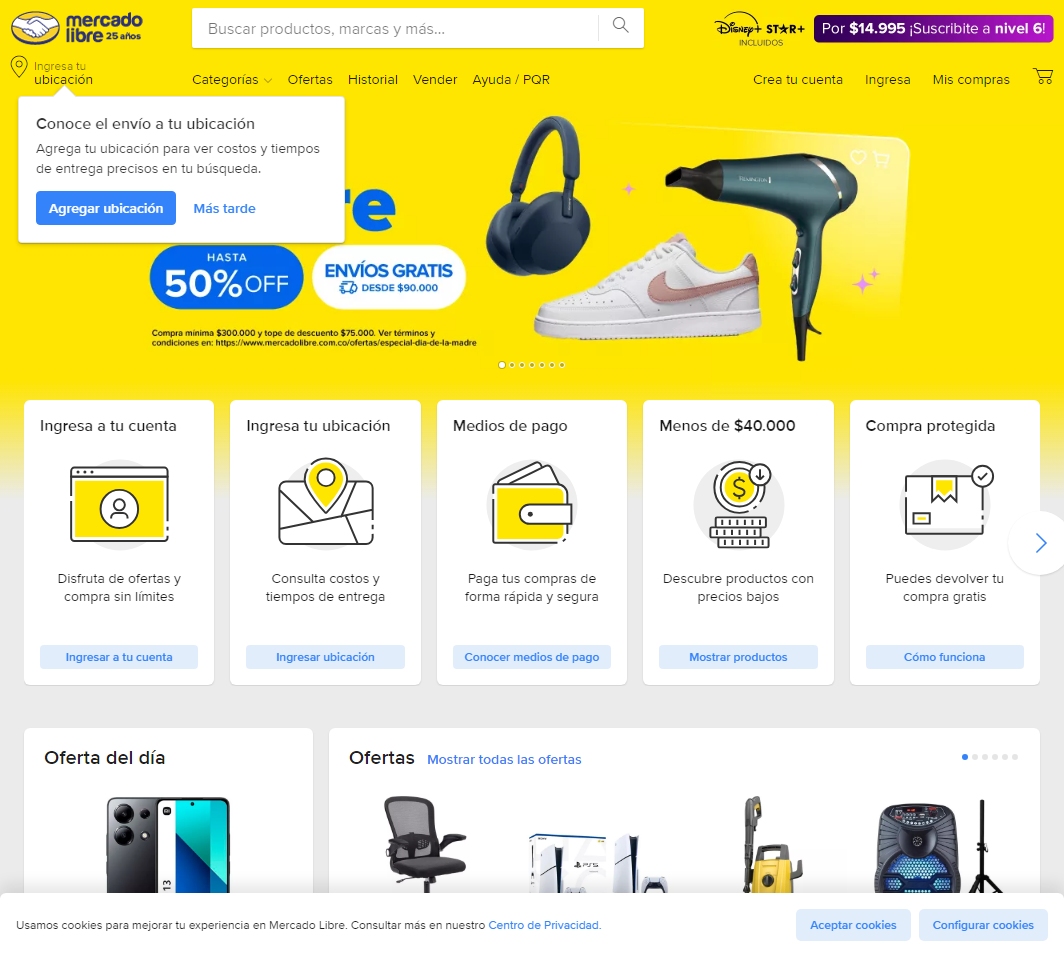 mercado
libre 25 años
Buscar productos, marcas y más...
Disney+ STAR+
INCLUIDOS
Por $14.995 ¡Suscribite a nivel 6!
Ingresa tu
ubicación
Categorías
Ofertas
Historial
Vender
Ayuda / PQR
Crea tu cuenta
Ingresa
Mis compras
Conoce el envío a tu ubicación
Agrega tu ubicación para ver costos y tiempos
de entrega precisos en tu búsqueda.
Agregar ubicación
Más tarde
re
HASTA
50% OFF
ENVÍOS GRATIS
DESDE $90.000
REMINGTON
Compra mínima $300.000 y tope de descuento $75.000. Ver términos y
condiciones en: https://www.mercadolibre.com.co/ofertas/especial-dia-de-la-madre
Ingresa a tu cuenta
Disfruta de ofertas y
compra sin límites
Ingresar a tu cuenta
Ingresa tu ubicación
Consulta costos y
tiempos de entrega
Ingresar ubicación
Medios de pago
Paga tus compras de
forma rápida y segura
Conocer medios de pago
Menos de $40.000
$
Descubre productos con
precios bajos
Mostrar productos
Compra protegida
Puedes devolver tu
compra gratis
Cómo funciona
Oferta del día
13
Ofertas
Mostrar todas las ofertas
PS5
Usamos cookies para mejorar tu experiencia en Mercado Libre. Consultar más en nuestro Centro de Privacidad.
Aceptar cookies
Configurar cookies